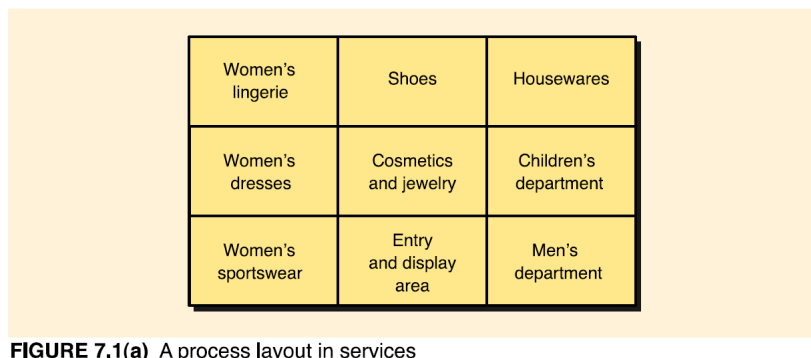 Women's
lingerie
Shoes
Housewares
Women's
dresses
Cosmetics
and jewelry
Children's
department
Women's
sportswear
Entry
and display
area
Men's
department
FIGURE 7.1(a) A process layout in services